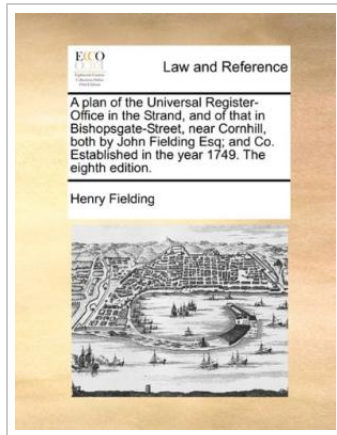 ECCO
Law and Reference
A plan of the Universal Register-
Office in the Strand, and of that in
Bishopsgate-Street, near Cornhill,
both by John Fielding Esq; and Co.
Established in the year 1749. The
eighth edition.
Henry Fielding